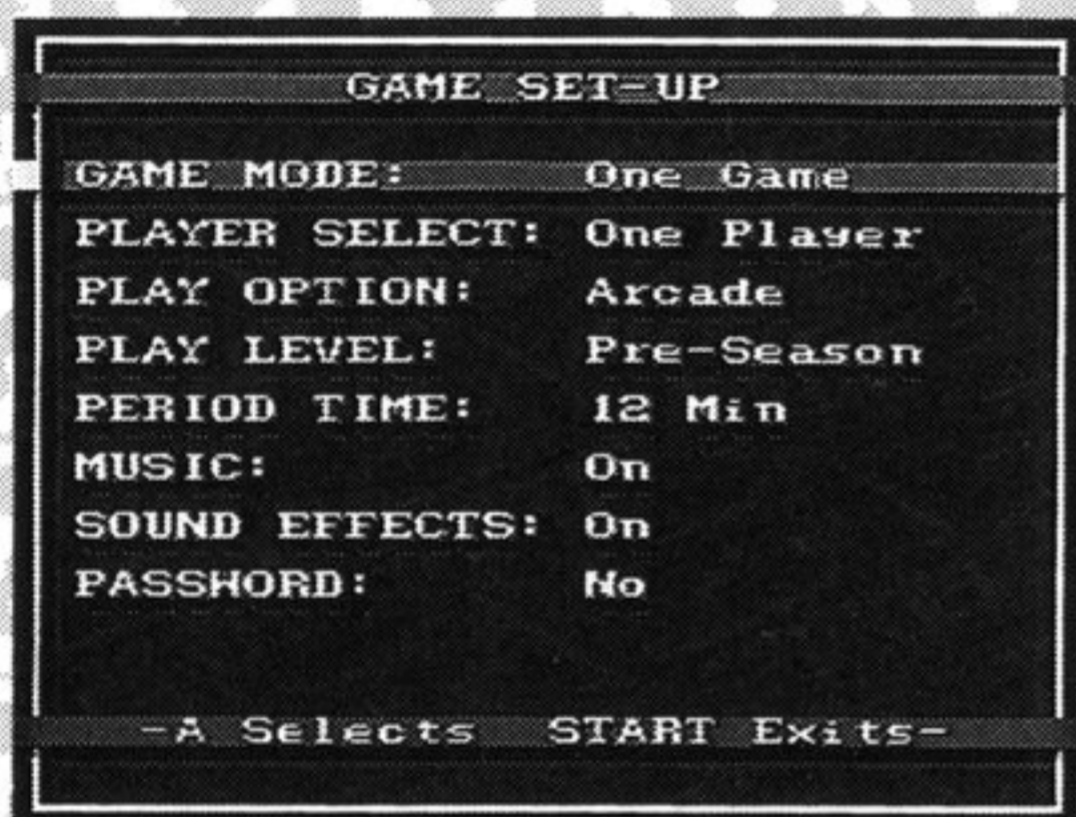 GAME SET-UP
GAME MODE: One Game
PLAYER SELECT: One Player
PLAY OPTION: Arcade
PLAY LEVEL: Pre-Season
PERIOD TIME: 12 Min
MUSIC: On
SOUND EFFECTS: On
PASSWORD: No
-A Selects START Exits-